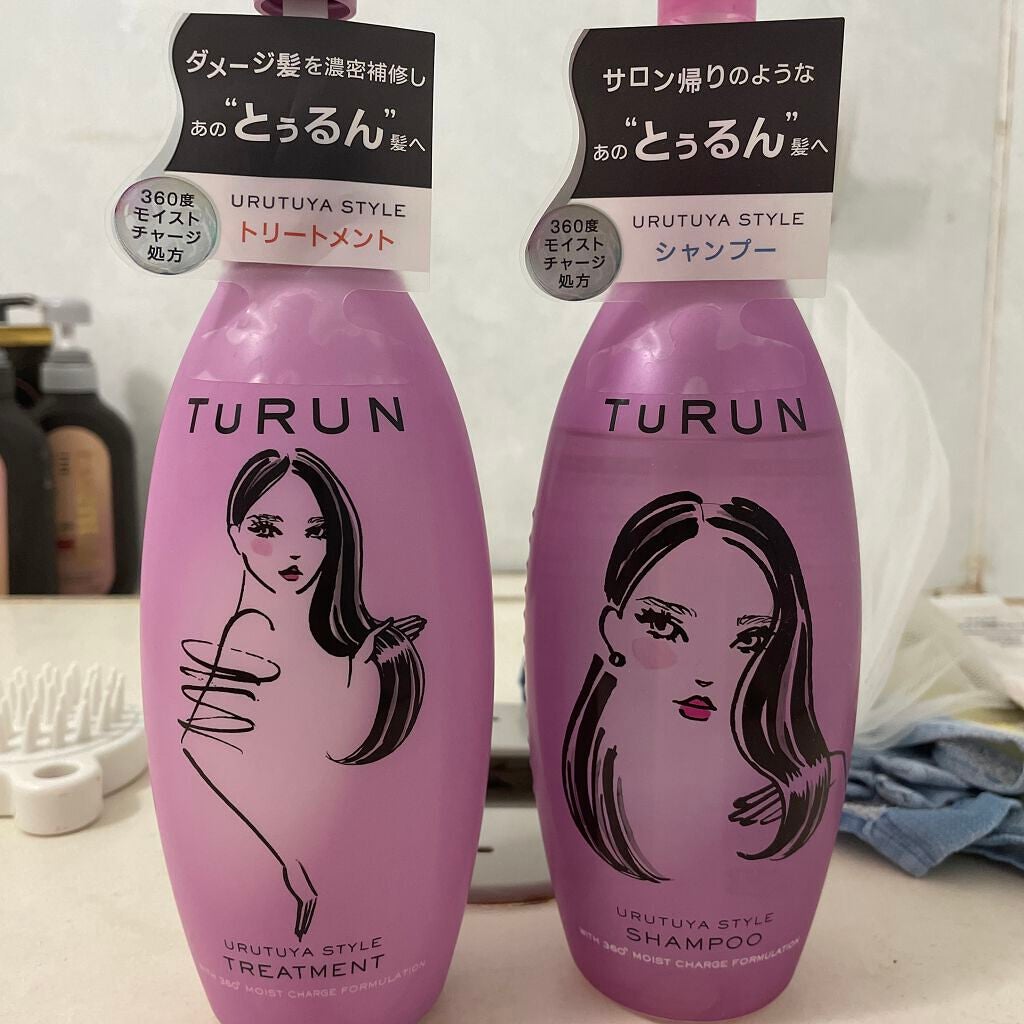 ダメージ髪を濃密補修し
あの“とぅるん”髪へ
360度
モイスト
チャージ
処方
URUTUYA STYLE
トリートメント
TuRUN
URUTUYA STYLE
TREATMENT
WITH 360° MOIST CHARGE FORMULATION
サロン帰りのような
あの“とぅるん”髪へ
360度
モイスト
チャージ
処方
URUTUYA STYLE
シャンプー
TuRUN
URUTUYA STYLE
SHAMPOO
WITH 360° MOIST CHARGE FORMULATION